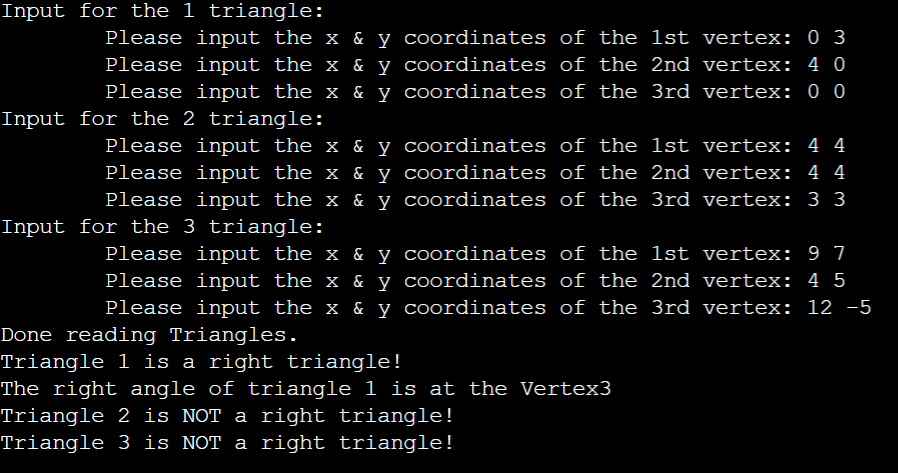 Input for the 1 triangle:
Please input the x & y coordinates of the 1st vertex: 0 3
Please input the x & y coordinates of the 2nd vertex: 4 0
Please input the x & y coordinates of the 3rd vertex: 0 0
Input for the 2 triangle:
Please input the x & y coordinates of the 1st vertex: 4 4
Please input the x & y coordinates of the 2nd vertex: 4 4
Please input the x & y coordinates of the 3rd vertex: 3 3
Input for the 3 triangle:
Please input the x & y coordinates of the 1st vertex: 9 7
Please input the x & y coordinates of the 2nd vertex: 4 5
Please input the x & y coordinates of the 3rd vertex: 12 -5
Done reading Triangles.
Triangle 1 is a right triangle!
The right angle of triangle 1 is at the Vertex3
Triangle 2 is NOT a right triangle!
Triangle 3 is NOT a right triangle!